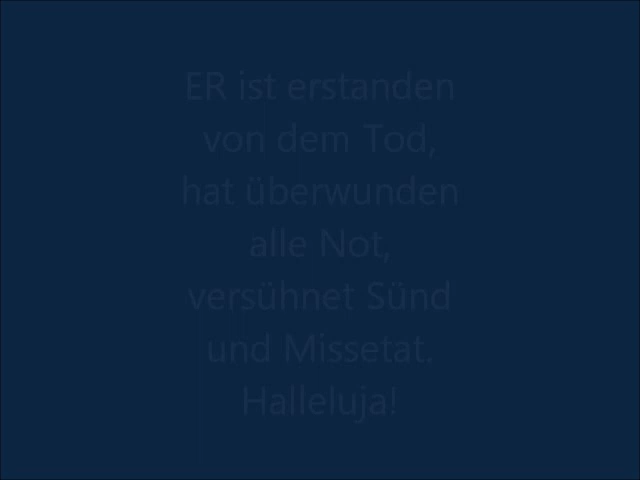 ER ist erstanden
von dem Tod,
hat überwunden
alle Not,
versühnet Sünd
und Missetat.
Halleluja!